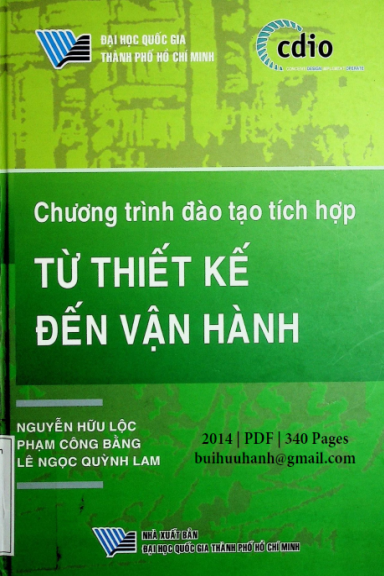 ĐẠI HỌC QUỐC GIA
THÀNH PHỐ HỒ CHÍ MINH
cdio
Chương trình đào tạo tích hợp
TỪ THIẾT KẾ
ĐẾN VẬN HÀNH
NGUYỄN HỮU LỘC
PHẠM CÔNG BẰNG
LÊ NGỌC QUỲNH LAM
2014 | PDF | 340 Pages
buihuuhanh@gmail.com
NHÀ XUẤT BẢN
ĐẠI HỌC QUỐC GIA THÀNH PHỐ HỒ CHÍ MINH